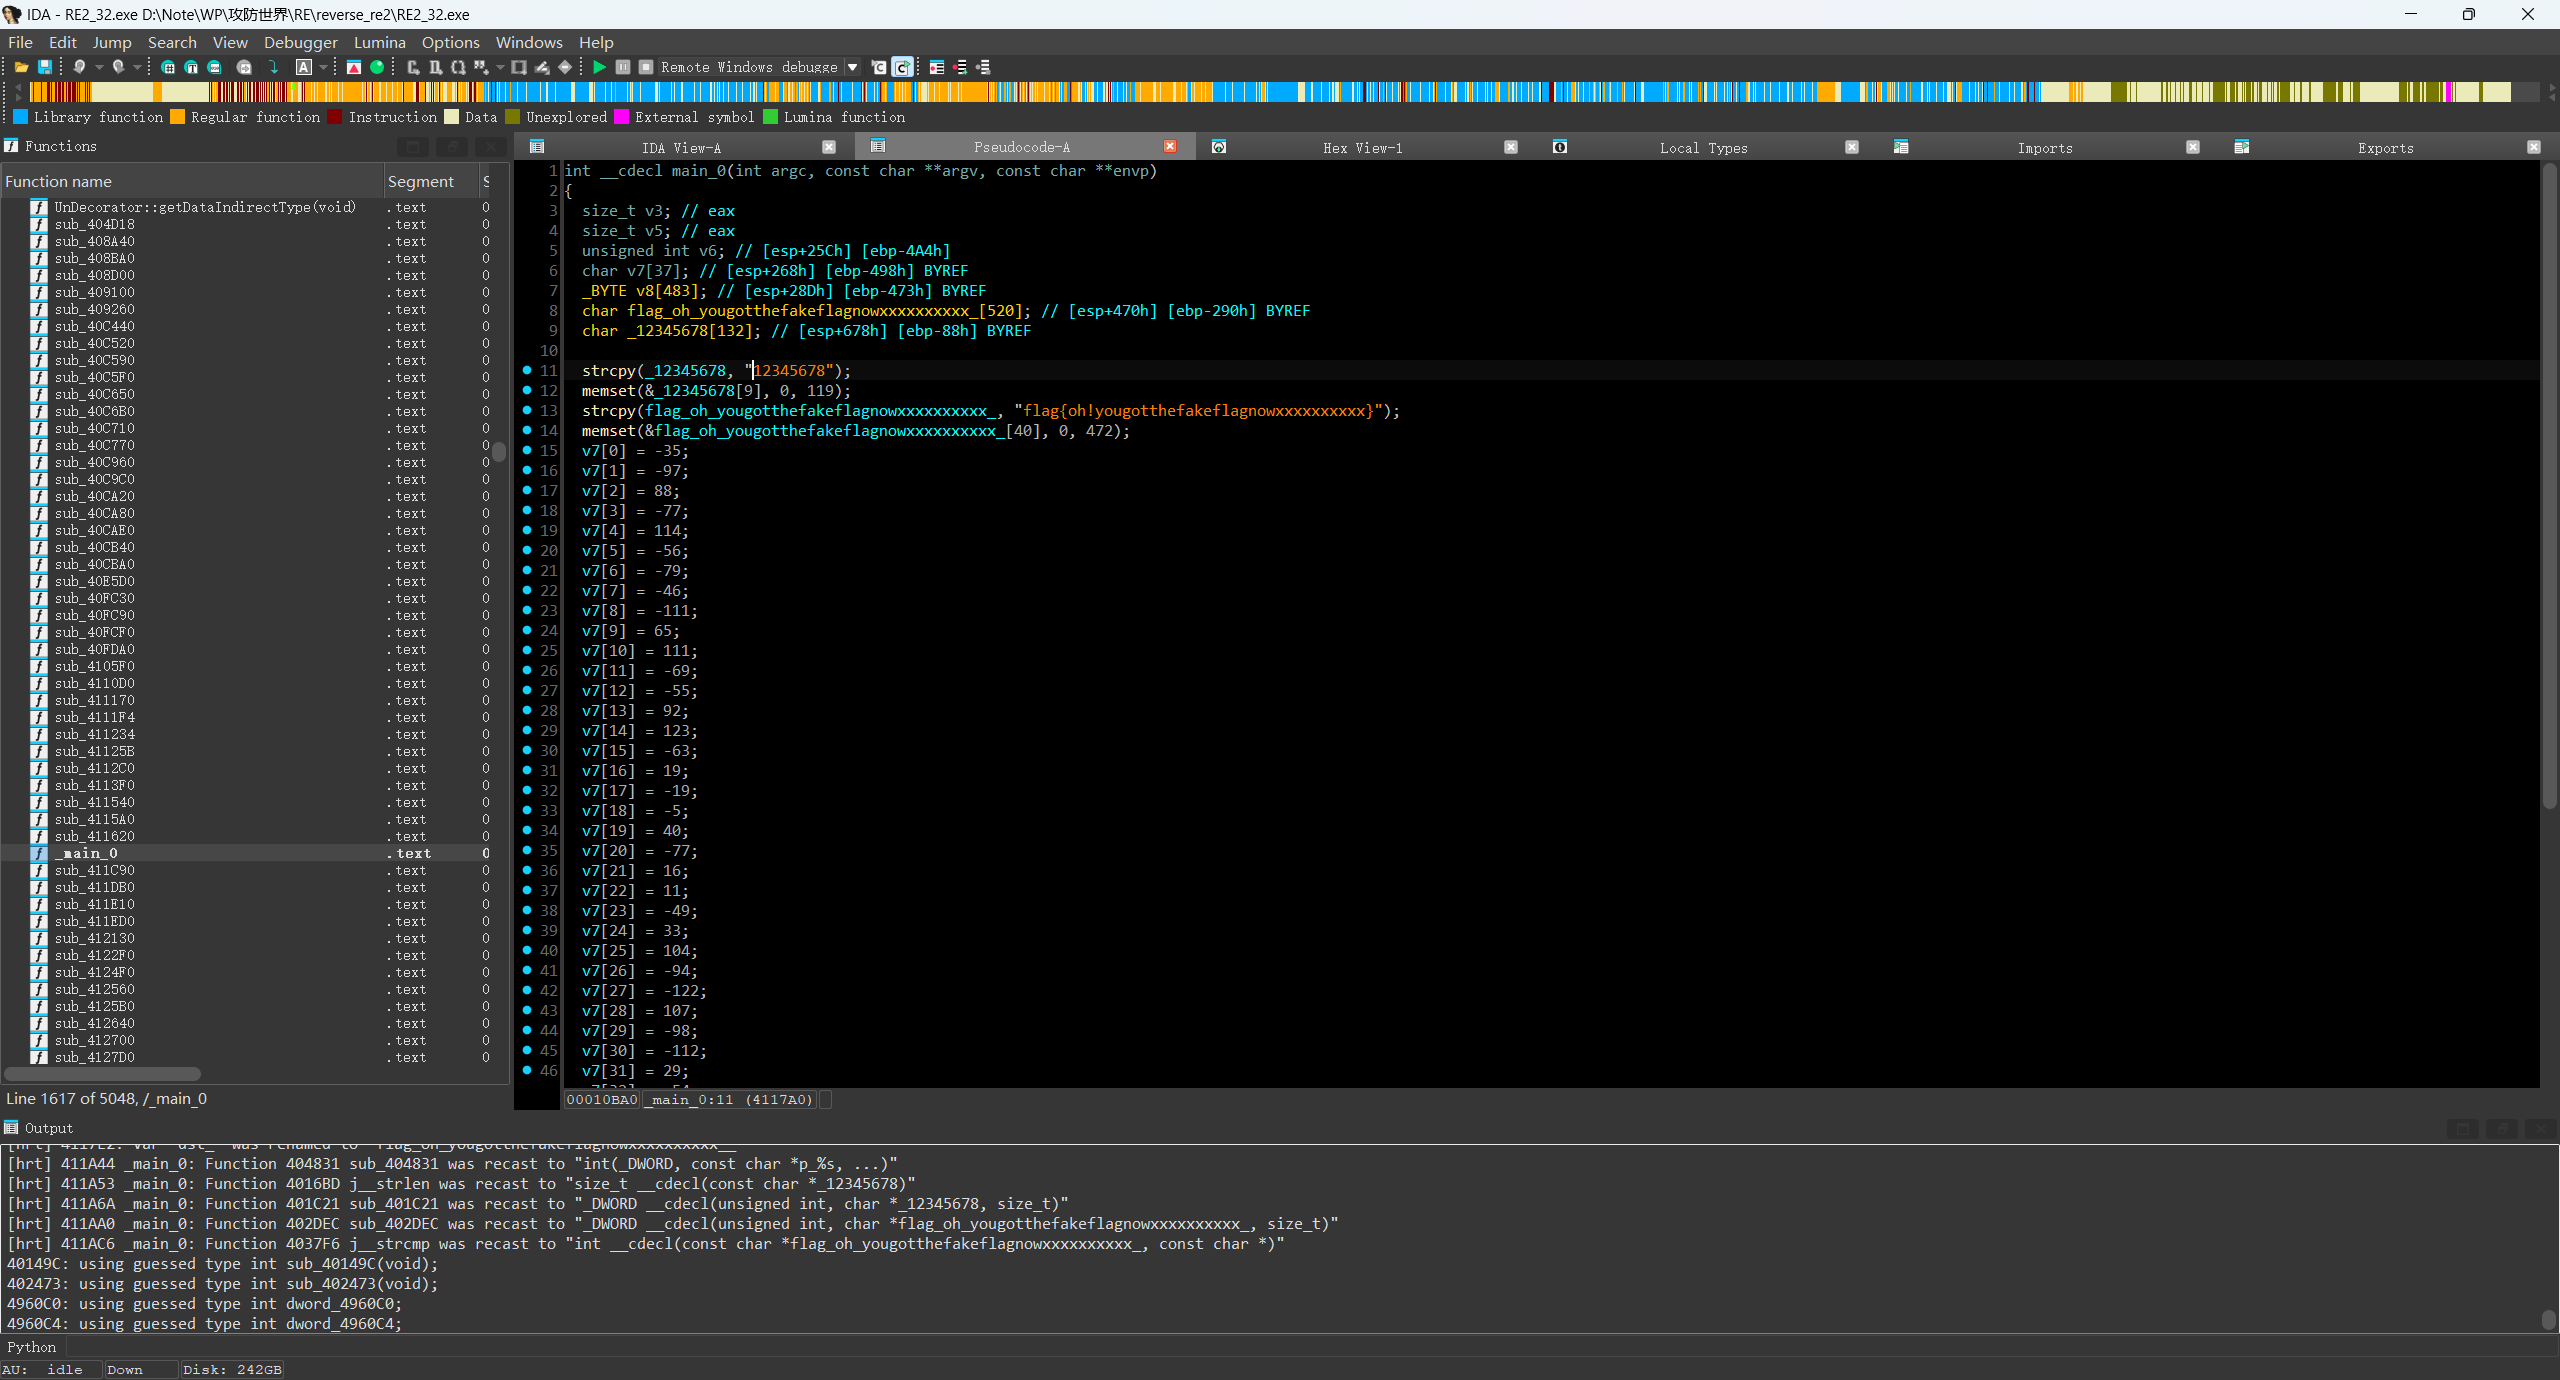 IDA - RE2_32.exe D:\Note\WP\攻防世界\RE\reverse_re2\RE2_32.exe
File Edit Jump Search View Debugger Lumina Options Windows Help
Remote Windows debugge
Library function Regular function Instruction Data Unexplored External symbol Lumina function
Functions
IDA View-A Pseudocode-A Hex View-1 Local Types Imports Exports
Function name Segment S
UnDecorator::getDataIndirectType(void) .text 0
sub_404D18 .text 0
sub_408A40 .text 0
sub_408BA0 .text 0
sub_408D00 .text 0
sub_409100 .text 0
sub_409260 .text 0
sub_40C440 .text 0
sub_40C520 .text 0
sub_40C590 .text 0
sub_40C5F0 .text 0
sub_40C650 .text 0
sub_40C6B0 .text 0
sub_40C710 .text 0
sub_40C770 .text 0
sub_40C960 .text 0
sub_40C9C0 .text 0
sub_40CA20 .text 0
sub_40CA80 .text 0
sub_40CAE0 .text 0
sub_40CB40 .text 0
sub_40CBA0 .text 0
sub_40E5D0 .text 0
sub_40FC30 .text 0
sub_40FC90 .text 0
sub_40FCF0 .text 0
sub_40FDA0 .text 0
sub_4105F0 .text 0
sub_4110D0 .text 0
sub_411170 .text 0
sub_4111F4 .text 0
sub_411234 .text 0
sub_41125B .text 0
sub_4112C0 .text 0
sub_4113F0 .text 0
sub_411540 .text 0
sub_4115A0 .text 0
sub_411620 .text 0
_main_0 .text 0
sub_411C90 .text 0
sub_411DB0 .text 0
sub_411E10 .text 0
sub_411ED0 .text 0
sub_412130 .text 0
sub_4122F0 .text 0
sub_4124F0 .text 0
sub_412560 .text 0
sub_4125B0 .text 0
sub_412640 .text 0
sub_412700 .text 0
sub_4127D0 .text 0
Line 1617 of 5048, /_main_0
1 int __cdecl main_0(int argc, const char **argv, const char **envp)
2 {
3 size_t v3; // eax
4 size_t v5; // eax
5 unsigned int v6; // [esp+25Ch] [ebp-4A4h]
6 char v7[37]; // [esp+268h] [ebp-498h] BYREF
7 _BYTE v8[483]; // [esp+28Dh] [ebp-473h] BYREF
8 char flag_oh_yougotthefakeflagnowxxxxxxxxxx_[520]; // [esp+470h] [ebp-290h] BYREF
9 char _12345678[132]; // [esp+678h] [ebp-88h] BYREF
10
11 strcpy(_12345678, "12345678");
12 memset(&_12345678[9], 0, 119);
13 strcpy(flag_oh_yougotthefakeflagnowxxxxxxxxxx_, "flag{oh!yougotthefakeflagnowxxxxxxxxxx}");
14 memset(&flag_oh_yougotthefakeflagnowxxxxxxxxxx_[40], 0, 472);
15 v7[0] = -35;
16 v7[1] = -97;
17 v7[2] = 88;
18 v7[3] = -77;
19 v7[4] = 114;
20 v7[5] = -56;
21 v7[6] = -79;
22 v7[7] = -46;
23 v7[8] = -111;
24 v7[9] = 65;
25 v7[10] = 111;
26 v7[11] = -69;
27 v7[12] = -55;
28 v7[13] = 92;
29 v7[14] = 123;
30 v7[15] = -63;
31 v7[16] = 19;
32 v7[17] = -19;
33 v7[18] = -5;
34 v7[19] = 40;
35 v7[20] = -77;
36 v7[21] = 16;
37 v7[22] = 11;
38 v7[23] = -49;
39 v7[24] = 33;
40 v7[25] = 104;
41 v7[26] = -94;
42 v7[27] = -122;
43 v7[28] = 107;
44 v7[29] = -98;
45 v7[30] = -112;
46 v7[31] = 29;
00010BA0 _main_0:11 (4117A0)
Output
[hrt] 411A44 _main_0: Function 404831 sub_404831 was recast to "int(_DWORD, const char *p_%s, ...)"
[hrt] 411A53 _main_0: Function 4016BD j__strlen was recast to "size_t __cdecl(const char *_12345678)"
[hrt] 411A6A _main_0: Function 401C21 sub_401C21 was recast to "_DWORD __cdecl(unsigned int, char *_12345678, size_t)"
[hrt] 411AA0 _main_0: Function 402DEC sub_402DEC was recast to "_DWORD __cdecl(unsigned int, char *flag_oh_yougotthefakeflagnowxxxxxxxxxx_, size_t)"
[hrt] 411AC6 _main_0: Function 4037F6 j__strcmp was recast to "int __cdecl(const char *flag_oh_yougotthefakeflagnowxxxxxxxxxx_, const char *)"
40149C: using guessed type int sub_40149C(void);
402473: using guessed type int sub_402473(void);
4960C0: using guessed type int dword_4960C0;
4960C4: using guessed type int dword_4960C4;
Python
AU: idle Down Disk: 242GB